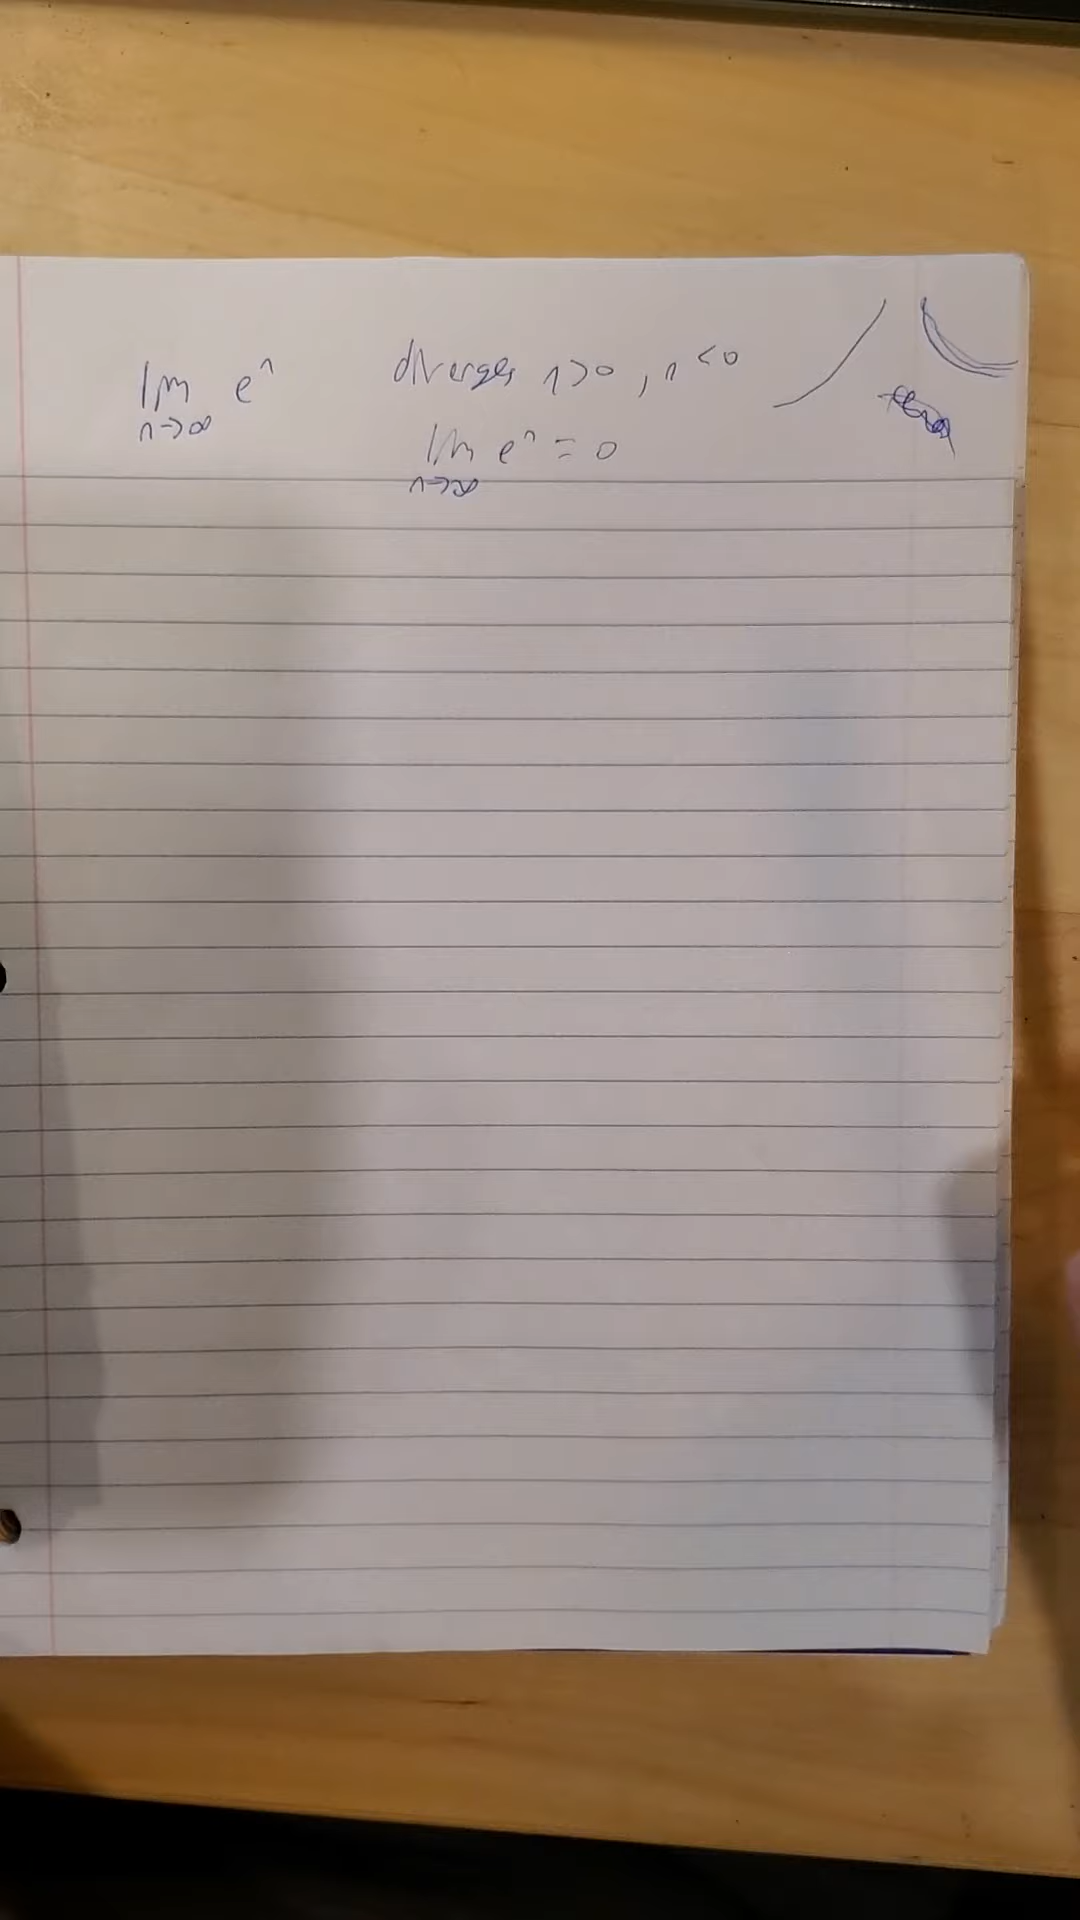 lim e^n diverges n>0, n<0
n→∞
lim e^n = 0
n→∞